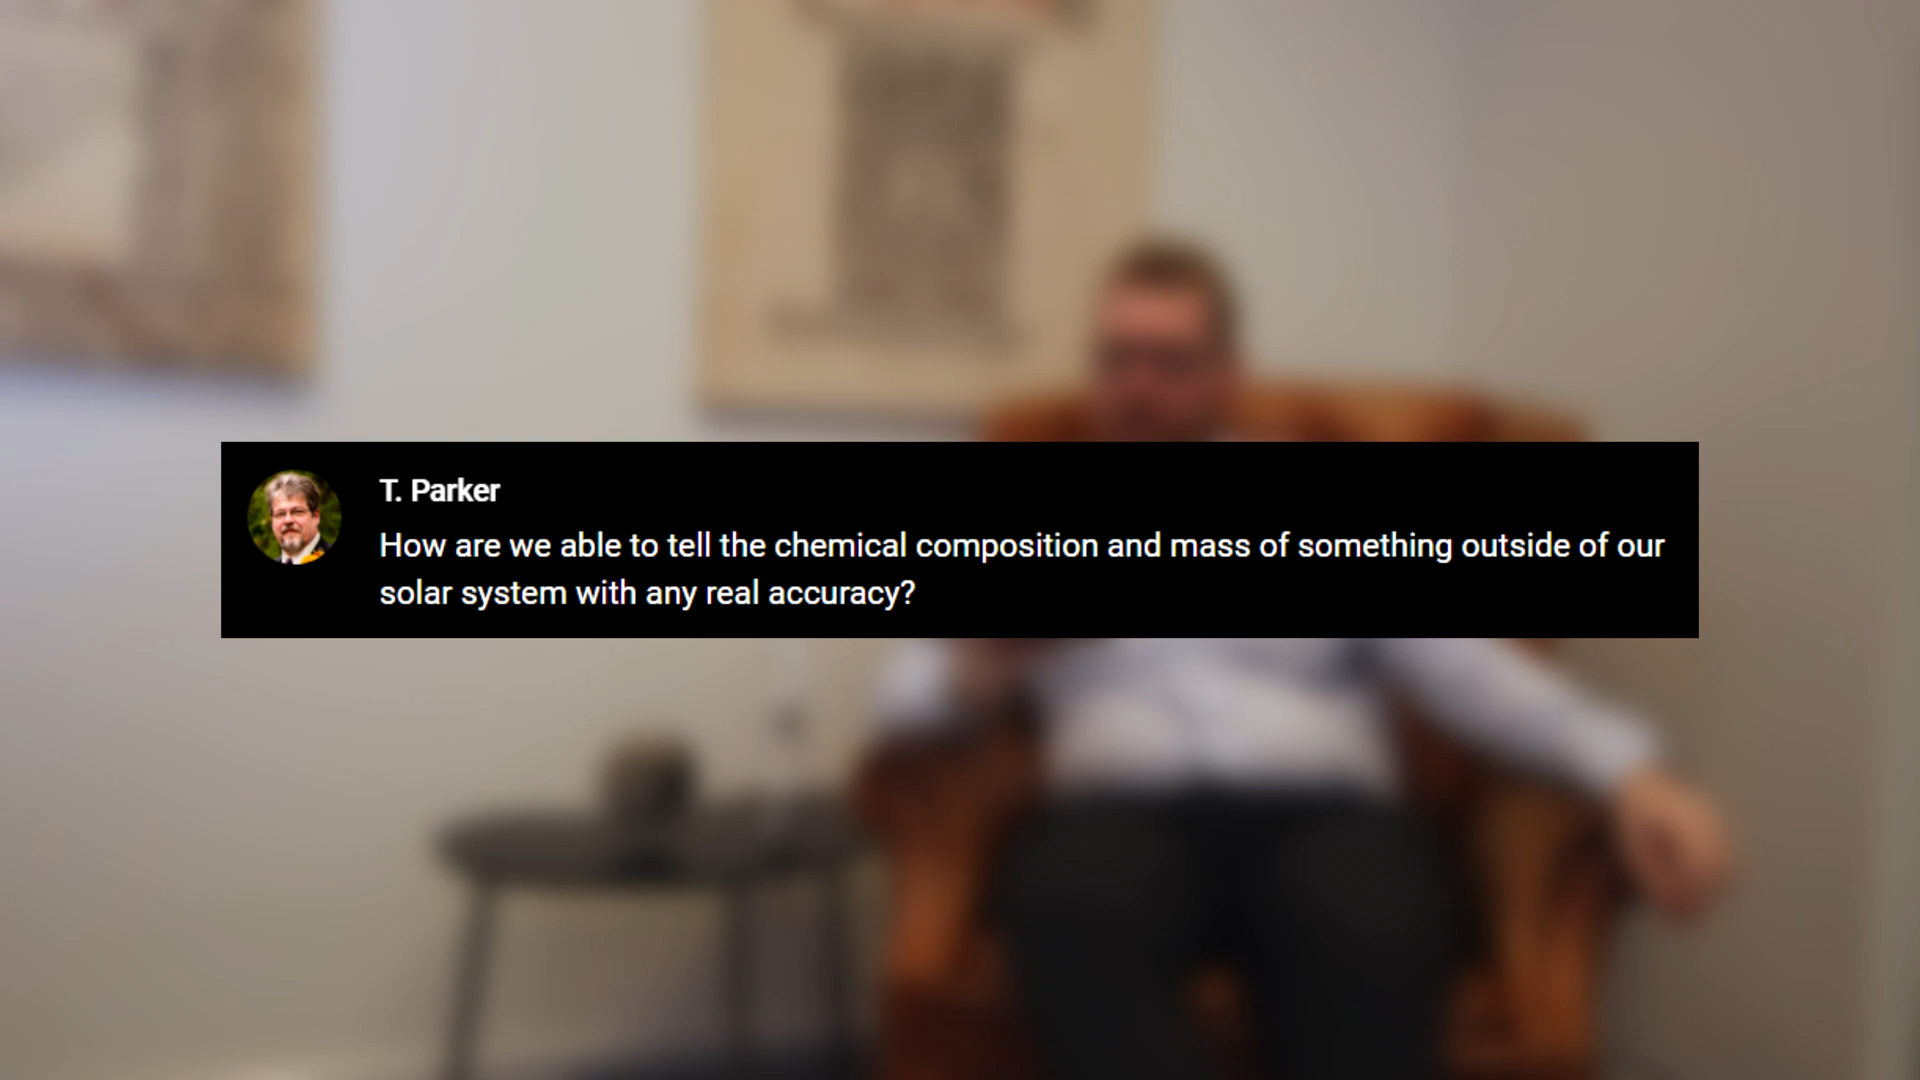 T. Parker
How are we able to tell the chemical composition and mass of something outside of our
solar system with any real accuracy?